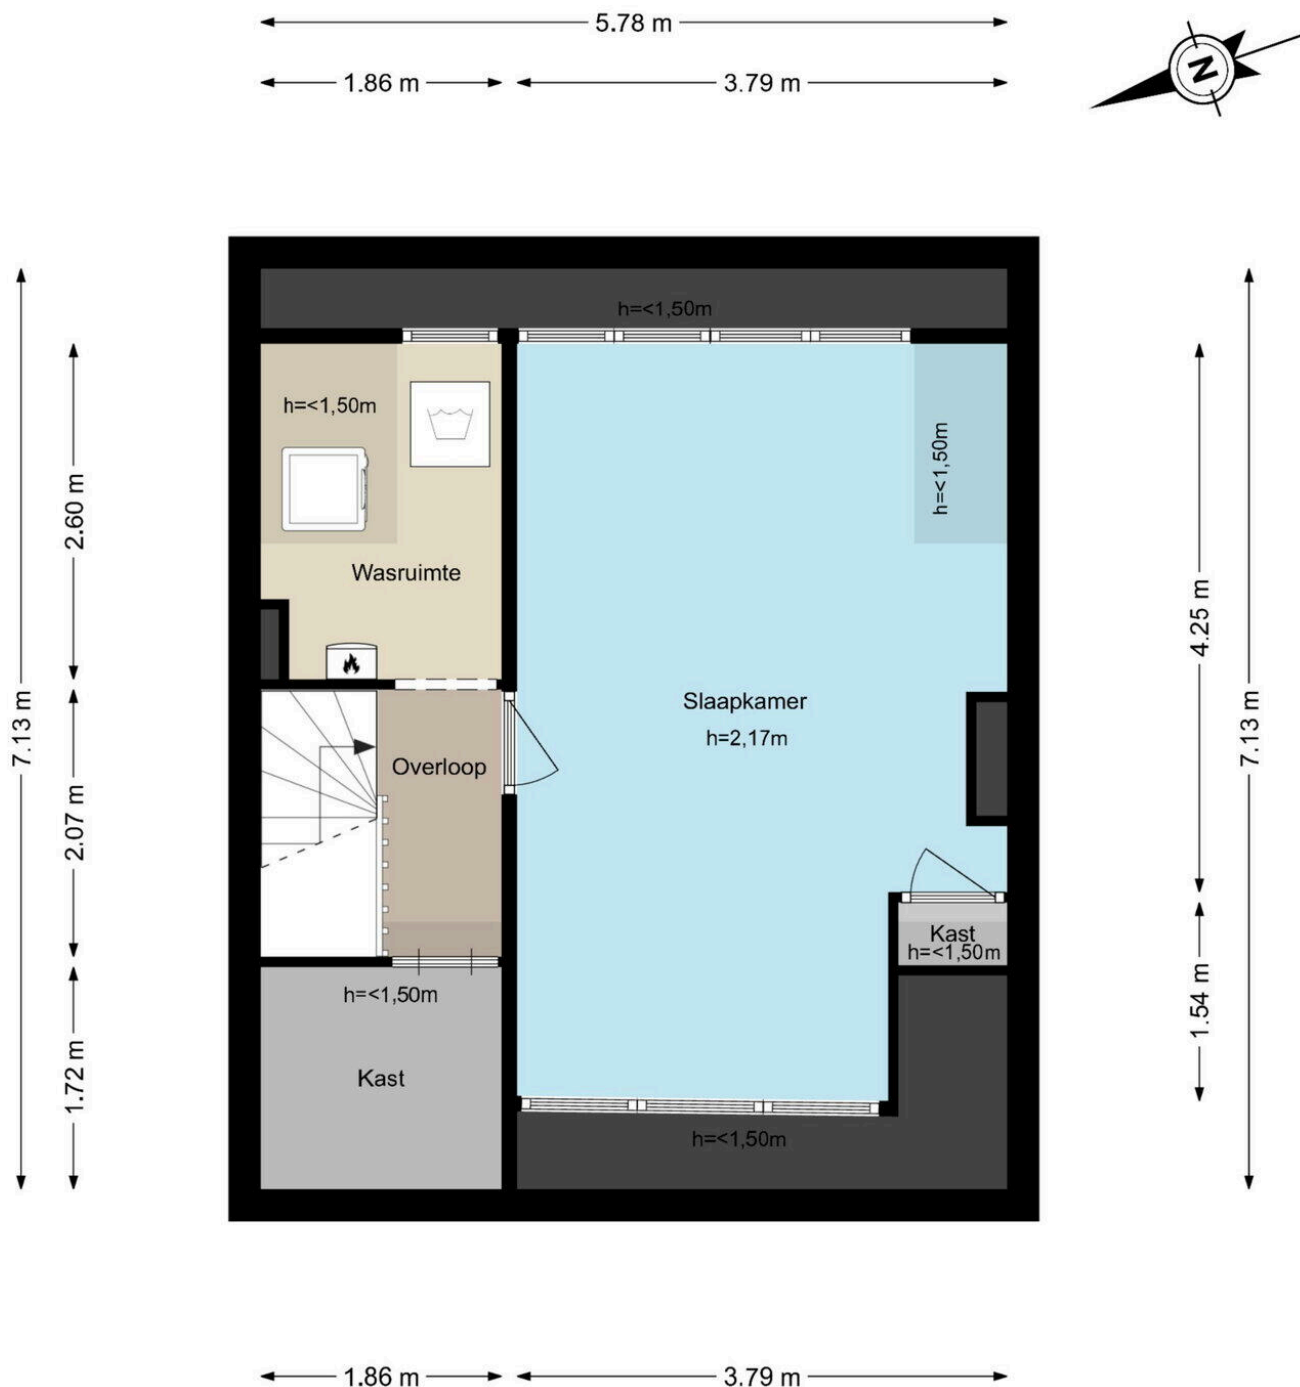 5.78 m
1.86 m
3.79 m
N
h=<1,50m
h=<1,50m
h=<1,50m
2.60 m
Wasruimte
4.25 m
Slaapkamer
h=2,17m
7.13 m
7.13 m
Overloop
2.07 m
Kast
h=<1,50m
h=<1,50m
1.54 m
1.72 m
Kast
h=<1,50m
1.86 m
3.79 m